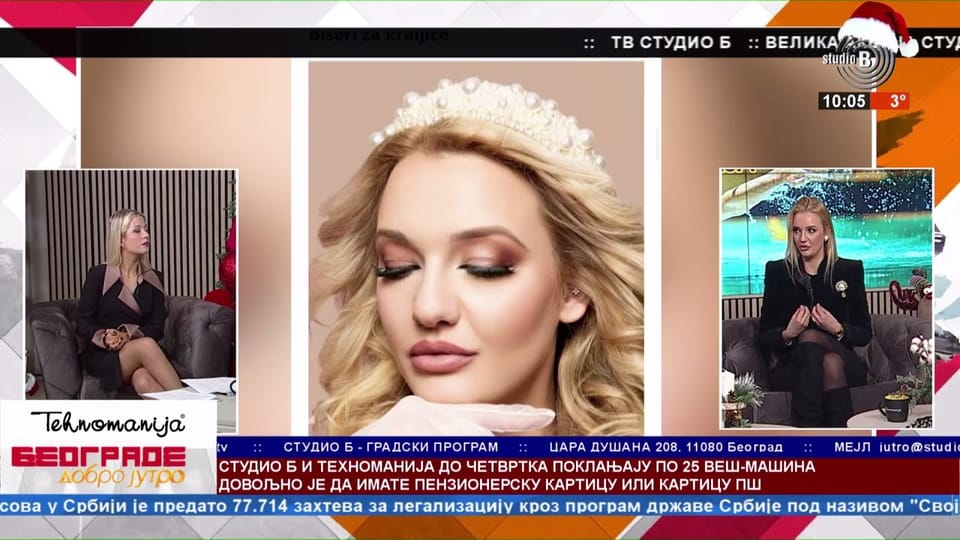 diseri za kraljice
:: ТВ СТУДИО Б :: ВЕЛИКА
studio B
10:05 3°
Tehnomanija
БЕОГРАДЕ
добро јутро
tv :: СТУДИО Б - ГРАДСКИ ПРОГРАМ :: ЦАРА ДУШАНА 208, 11080 Београд :: МЕЈЛ jutro@studio
СТУДИО Б И ТЕХНОМАНИЈА ДО ЧЕТВРТКА ПОКЛАЊАЈУ ПО 25 ВЕШ-МАШИНА
ДОВОЉНО ЈЕ ДА ИМАТЕ ПЕНЗИОНЕРСКУ КАРТИЦУ ИЛИ КАРТИЦУ ПШ
сова у Србији је предато 77.714 захтева за легализацију кроз програм државе Србије под називом "Свој